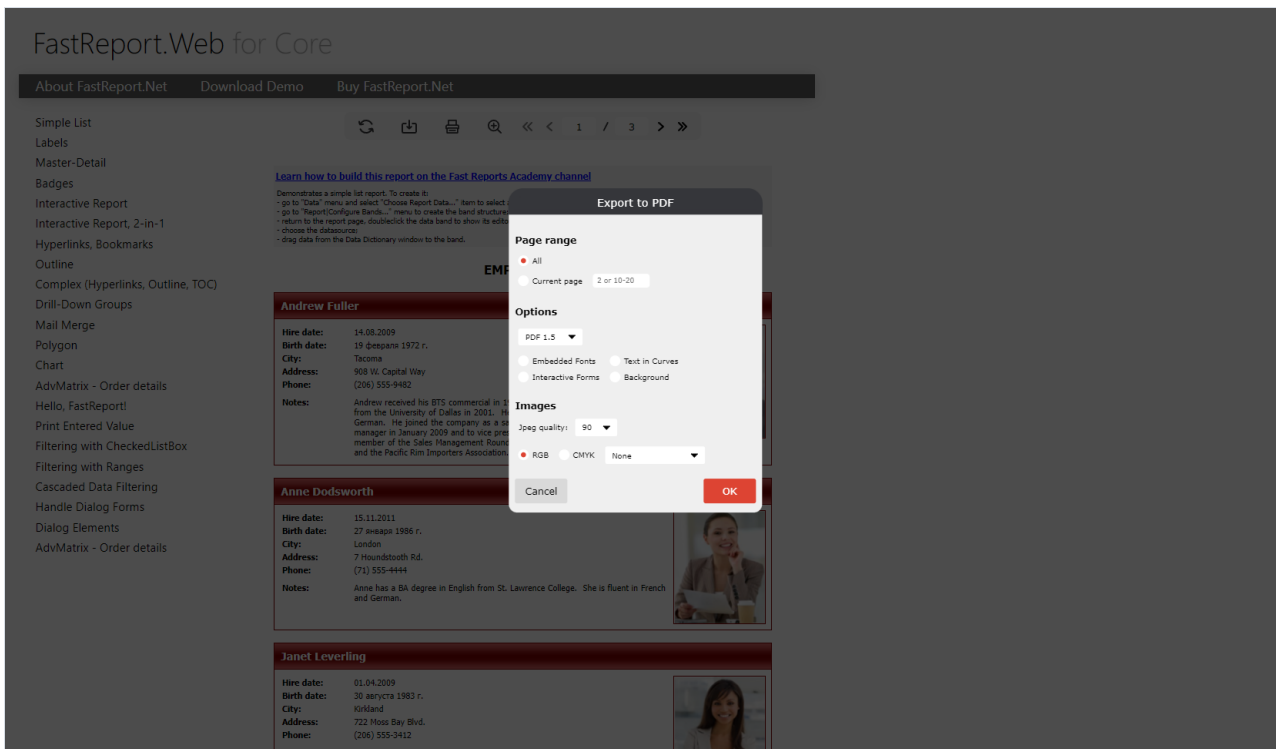 FastReport.Web for Core
About FastReport.Net Download Demo Buy FastReport.Net
Simple List
Labels
Master-Detail
Badges
Interactive Report
Interactive Report, 2-in-1
Hyperlinks, Bookmarks
Outline
Complex (Hyperlinks, Outline, TOC)
Drill-Down Groups
Mail Merge
Polygon
Chart
AdvMatrix - Order details
Hello, FastReport!
Print Entered Value
Filtering with CheckedListBox
Filtering with Ranges
Cascaded Data Filtering
Handle Dialog Forms
Dialog Elements
AdvMatrix - Order details
1 / 3
Learn how to build this report on the Fast Reports Academy channel
Demonstrates a simple list report. To create it:
- go to "Data" menu and select "Choose Report Data..." item to select
- go to "Report|Configure Bands..." menu to create the band structure;
- return to the report page, doubleclick the data band to show its
- choose the datasource;
- drag data from the Data Dictionary window to the band.
Andrew Fuller
Hire date: 14.08.2009
Birth date: 19 февраля 1972 г.
City: Tacoma
Address: 908 W. Capital Way
Phone: (206) 555-9482
Notes: Andrew received his BTS commercial in
from the University of Dallas in 2001.
German. He joined the company as a
manager in January 2009 and to vice
member of the Sales Management
and the Pacific Rim Importers Association.
Anne Dodsworth
Hire date: 15.11.2011
Birth date: 27 января 1986 г.
City: London
Address: 7 Houndstooth Rd.
Phone: (71) 555-4444
Notes: Anne has a BA degree in English from St. Lawrence College. She is fluent in French
and German.
Janet Leverling
Hire date: 01.04.2009
Birth date: 30 августа 1983 г.
City: Kirkland
Address: 722 Moss Bay Blvd.
Phone: (206) 555-3412
Export to PDF
Page range
All
Current page 2 or 10-20
Options
PDF 1.5
Embedded Fonts Text in Curves
Interactive Forms Background
Images
Jpeg quality: 90
RGB CMYK None
Cancel OK